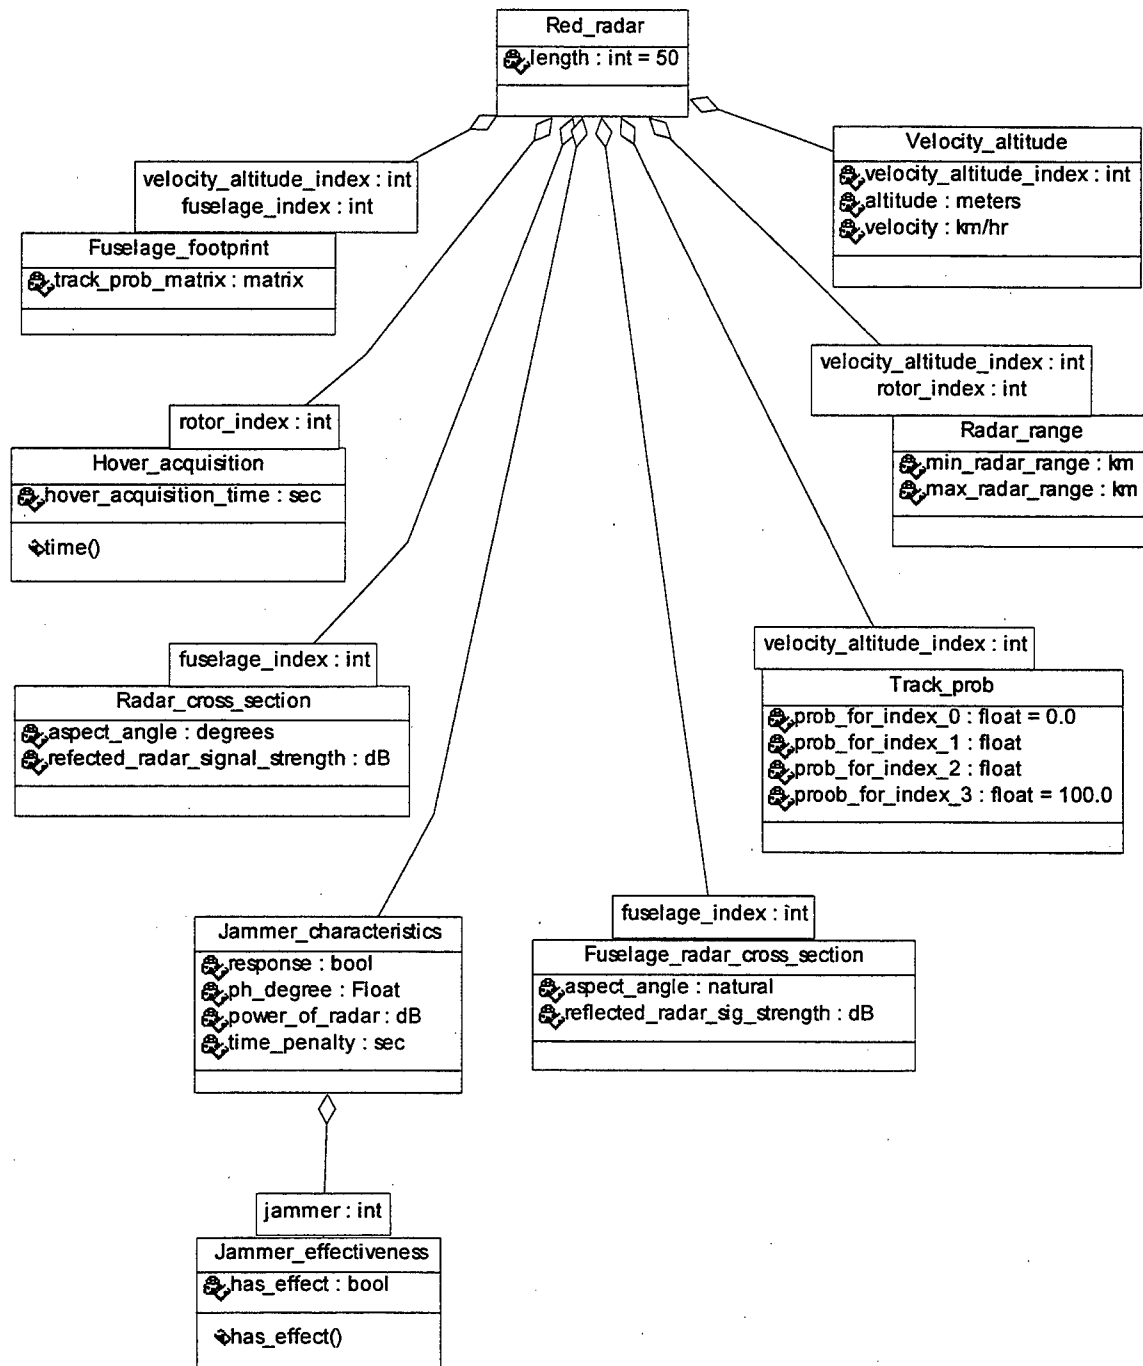 Red_radar
length : int = 50
Velocity_altitude
velocity_altitude_index : int
altitude : meters
velocity : km/hr
velocity_altitude_index : int
fuselage_index : int
Fuselage_footprint
track_prob_matrix : matrix
velocity_altitude_index : int
rotor_index : int
Radar_range
min_radar_range : km
max_radar_range : km
rotor_index : int
Hover_acquisition
hover_acquisition_time : sec
time()
fuselage_index : int
Radar_cross_section
aspect_angle : degrees
refected_radar_signal_strength : dB
velocity_altitude_index : int
Track_prob
prob_for_index_0 : float = 0.0
prob_for_index_1 : float
prob_for_index_2 : float
proob_for_index_3 : float = 100.0
Jammer_characteristics
response : bool
ph_degree : Float
power_of_radar : dB
time_penalty : sec
fuselage_index : int
Fuselage_radar_cross_section
aspect_angle : natural
reflected_radar_sig_strength : dB
jammer : int
Jammer_effectiveness
has_effect : bool
has_effect()